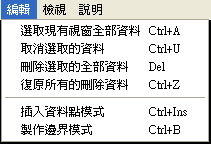 編輯 檢視 說明
選取現有視窗全部資料 Ctrl+A
取消選取的資料 Ctrl+U
刪除選取的全部資料 Del
復原所有的刪除資料 Ctrl+Z
插入資料點模式 Ctrl+Ins
製作邊界模式 Ctrl+B